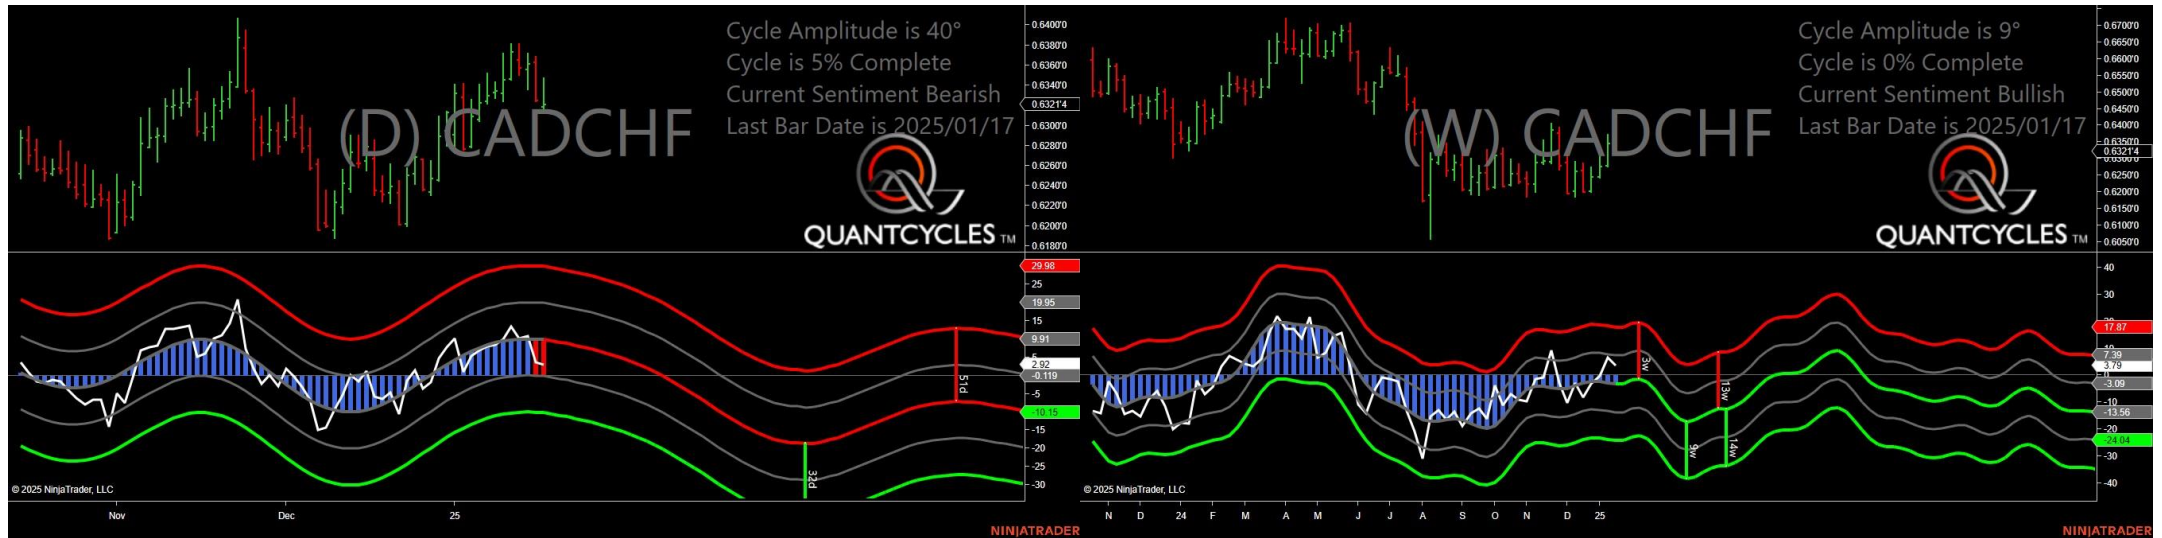 Cycle Amplitude is 40°
Cycle is 5% Complete
Current Sentiment Bearish
Last Bar Date is 2025/01/17
(D) CADCHF
QUANTCYCLES TM
0.6400'0
0.6380'0
0.6360'0
0.6340'0
0.6321'4
0.6300'0
0.6280'0
0.6260'0
0.6240'0
0.6220'0
0.6200'0
0.6180'0
29.98
25
19.95
15
9.91
2.92
-0.119
-5
-10.15
-15
-20
-25
-30
51d
32d
© 2025 NinjaTrader, LLC
Nov
Dec
25
NINJATRADER
Cycle Amplitude is 9°
Cycle is 0% Complete
Current Sentiment Bullish
Last Bar Date is 2025/01/17
(W) CADCHF
QUANTCYCLES TM
0.6700'0
0.6650'0
0.6600'0
0.6550'0
0.6500'0
0.6450'0
0.6400'0
0.6350'0
0.6321'4
0.6300'0
0.6250'0
0.6200'0
0.6150'0
0.6100'0
0.6050'0
40
30
17.87
7.39
3.79
-3.09
-10
-13.56
-20
-24.04
-30
-40
3w
13w
9w
14w
© 2025 NinjaTrader, LLC
N
D
24
F
M
A
M
J
J
A
S
O
N
D
25
NINJATRADER